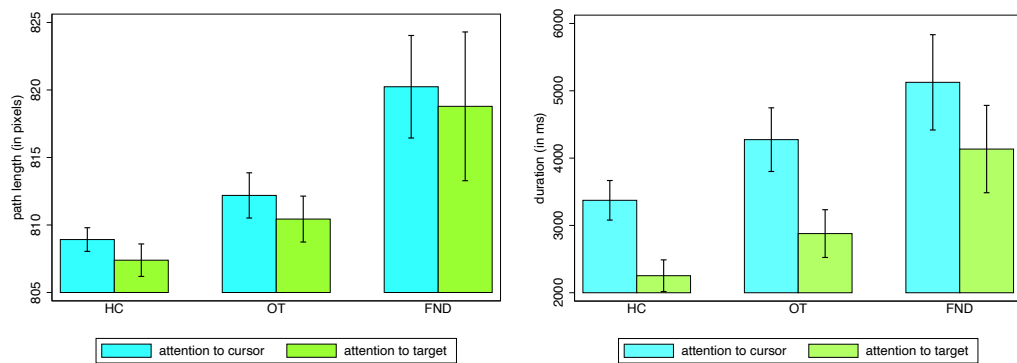 825
820
815
810
805
path length (in pixels)
HC OT FND
attention to cursor attention to target
6000
5000
4000
3000
2000
duration (in ms)
HC OT FND
attention to cursor attention to target